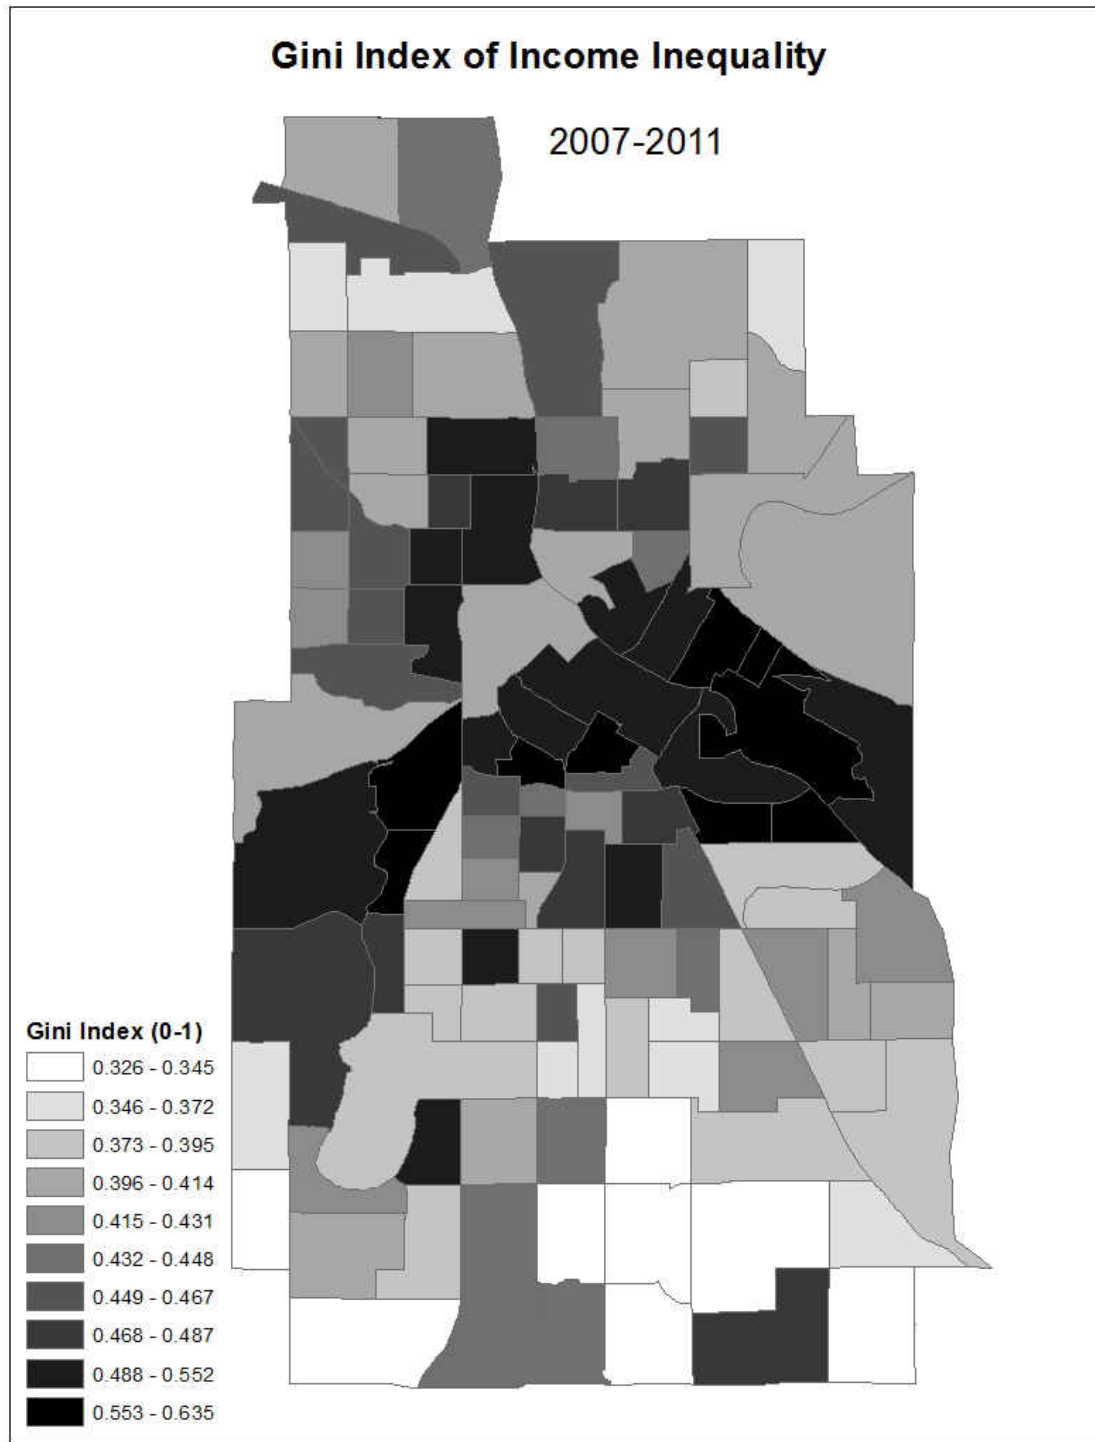 Gini Index of Income Inequality
2007-2011
Gini Index (0-1)
0.326 - 0.345
0.346 - 0.372
0.373 - 0.395
0.396 - 0.414
0.415 - 0.431
0.432 - 0.448
0.449 - 0.467
0.468 - 0.487
0.488 - 0.552
0.553 - 0.635